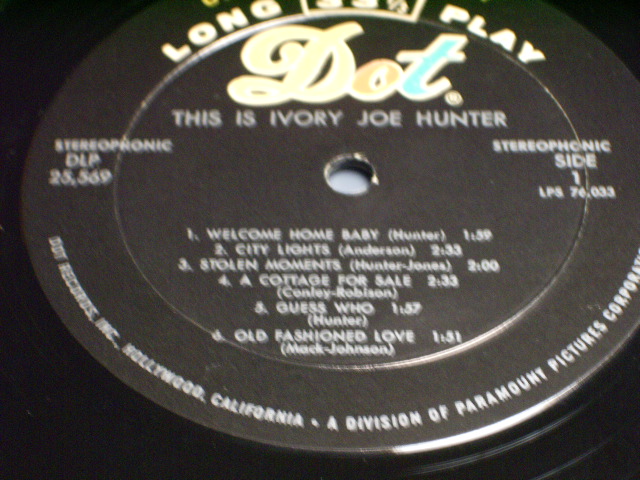 LONG 33⅓ PLAY
Dot®
THIS IS IVORY JOE HUNTER
STEREOPHONIC
DLP
25,569
STEREOPHONIC
SIDE
1
LPS 76,033
1. WELCOME HOME BABY (Hunter) 1:59
2. CITY LIGHTS (Anderson) 2:33
3. STOLEN MOMENTS (Hunter-Jones) 2:00
4. A COTTAGE FOR SALE 2:33
(Conley-Robison)
5. GUESS WHO 1:57
(Hunter)
6. OLD FASHIONED LOVE 1:51
(Mack-Johnson)
DOT RECORDS, INC., HOLLYWOOD, CALIFORNIA • A DIVISION OF PARAMOUNT PICTURES CORPORA